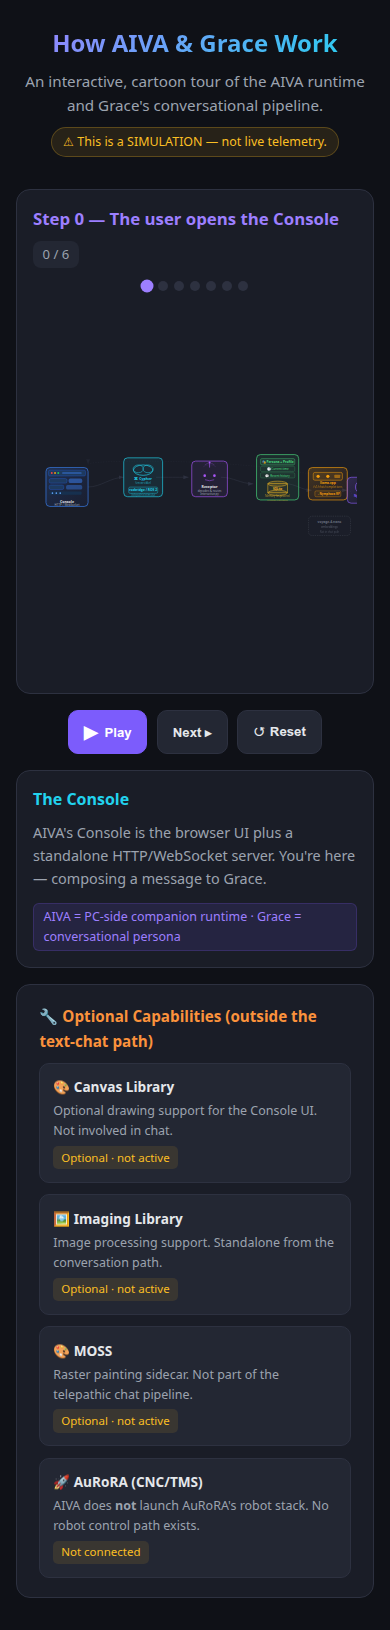 How AIVA & Grace Work
An interactive, cartoon tour of the AIVA runtime
and Grace's conversational pipeline.
⚠ This is a SIMULATION — not live telemetry.
Step 0 — The user opens the Console
0 / 6
Console
Enterprise
▶ Play
Next ▸
↺ Reset
The Console
AIVA's Console is the browser UI plus a
standalone HTTP/WebSocket server. You're here
— composing a message to Grace.
AIVA = PC-side companion runtime · Grace =
conversational persona
🔧 Optional Capabilities (outside the
text-chat path)
🎨 Canvas Library
Optional drawing support for the Console UI.
Not involved in chat.
Optional · not active
🖼️ Imaging Library
Image processing support. Standalone from the
conversation path.
Optional · not active
🎨 MOSS
Raster painting sidecar. Not part of the
telepathic chat pipeline.
Optional · not active
🚀 AuRoRA (CNC/TMS)
AIVA does not launch AuRoRA's robot stack. No
robot control path exists.
Not connected